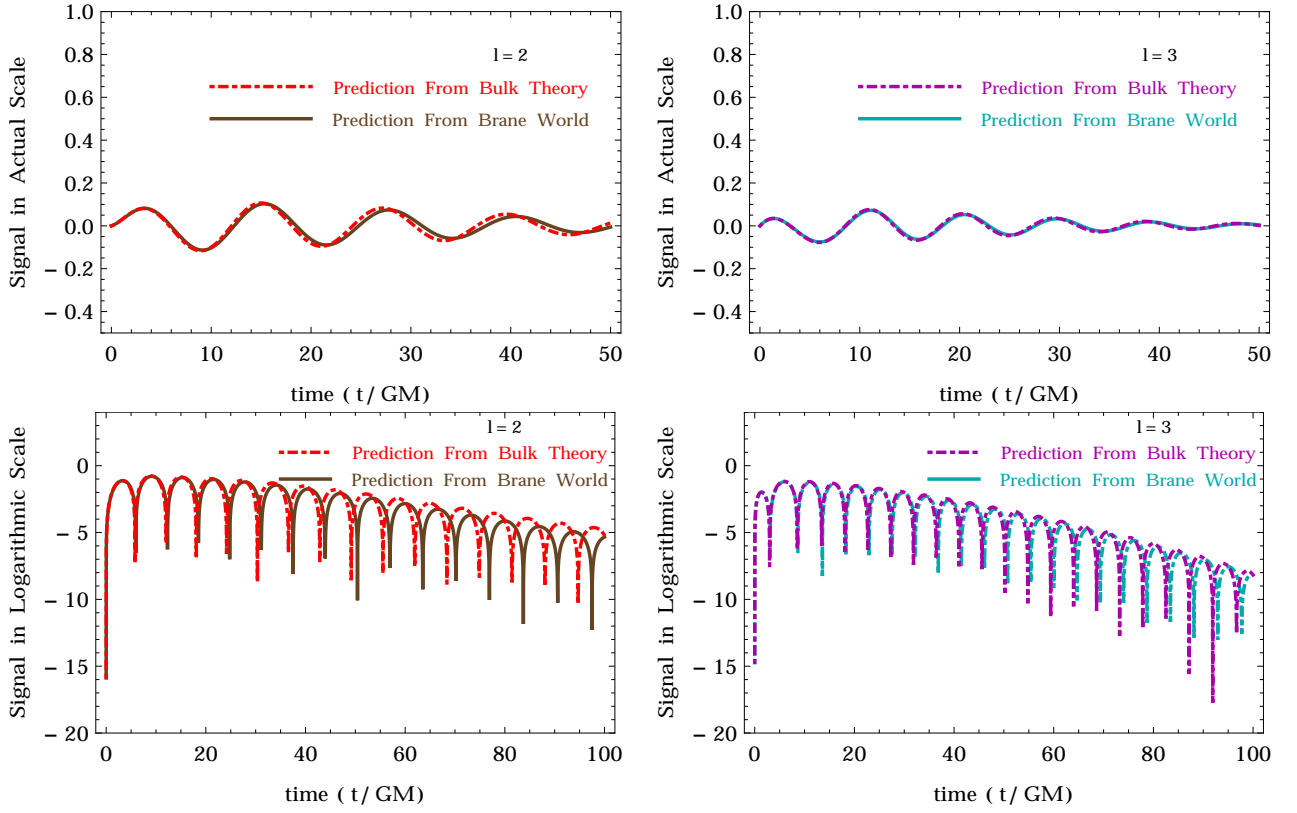 1.0
0.8
0.6
0.4
0.2
0.0
− 0.2
− 0.4
Signal in Actual Scale
l = 2
Prediction From Bulk Theory
Prediction From Brane World
0 10 20 30 40 50
time ( t/ GM)
1.0
0.8
0.6
0.4
0.2
0.0
− 0.2
− 0.4
Signal in Actual Scale
l = 3
Prediction From Bulk Theory
Prediction From Brane World
0 10 20 30 40 50
time ( t/ GM)
0
− 5
− 10
− 15
− 20
Signal in Logarithmic Scale
l = 2
Prediction From Bulk Theory
Prediction From Brane World
0 20 40 60 80 100
time ( t/ GM)
0
− 5
− 10
− 15
− 20
Signal in Logarithmic Scale
l = 3
Prediction From Bulk Theory
Prediction From Brane World
0 20 40 60 80 100
time ( t/ GM)